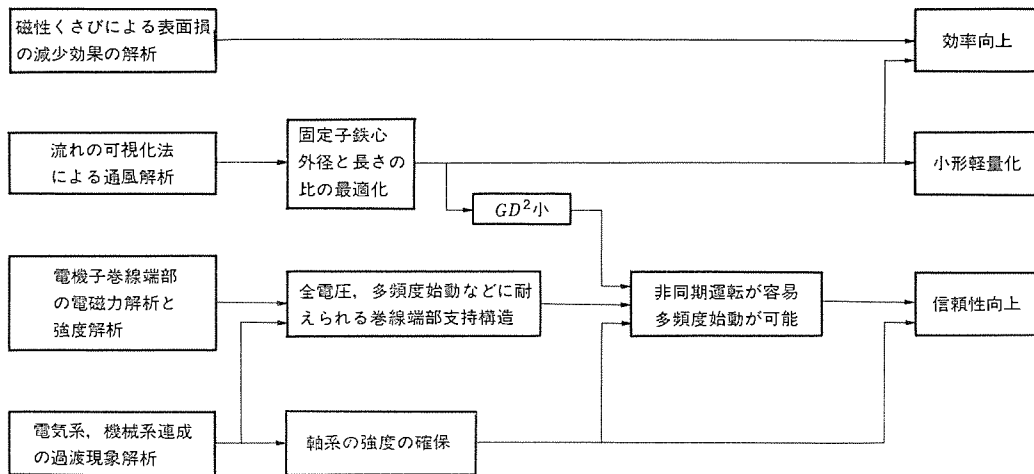 磁性くさびによる表面損
の減少効果の解析
効率向上
流れの可視化法
による通風解析
固定子鉄心
外径と長さの
比の最適化
小形軽量化
GD²小
電機子巻線端部
の電磁力解析と
強度解析
全電圧，多頻度始動などに耐
えられる巻線端部支持構造
非同期運転が容易
多頻度始動が可能
信頼性向上
電気系，機械系連成
の過渡現象解析
軸系の強度の確保